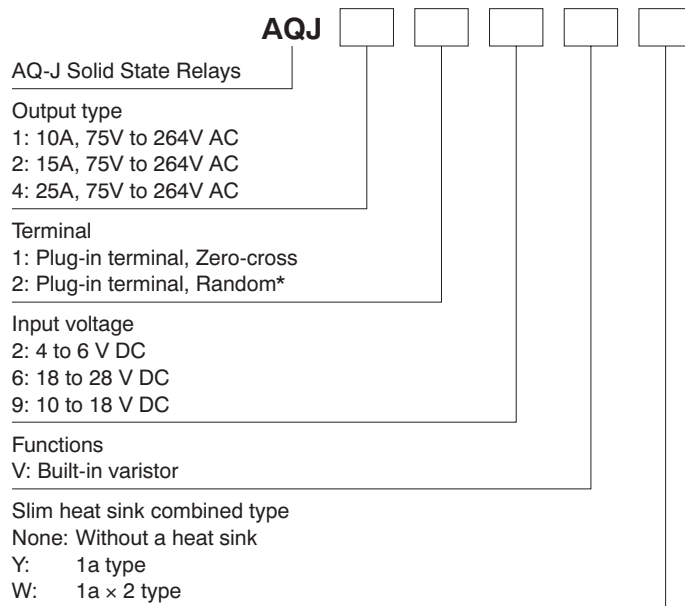 AQJ
AQ-J Solid State Relays
Output type
1: 10A, 75V to 264V AC
2: 15A, 75V to 264V AC
4: 25A, 75V to 264V AC
Terminal
1: Plug-in terminal, Zero-cross
2: Plug-in terminal, Random*
Input voltage
2: 4 to 6 V DC
6: 18 to 28 V DC
9: 10 to 18 V DC
Functions
V: Built-in varistor
Slim heat sink combined type
None: Without a heat sink
Y: 1a type
W: 1a × 2 type